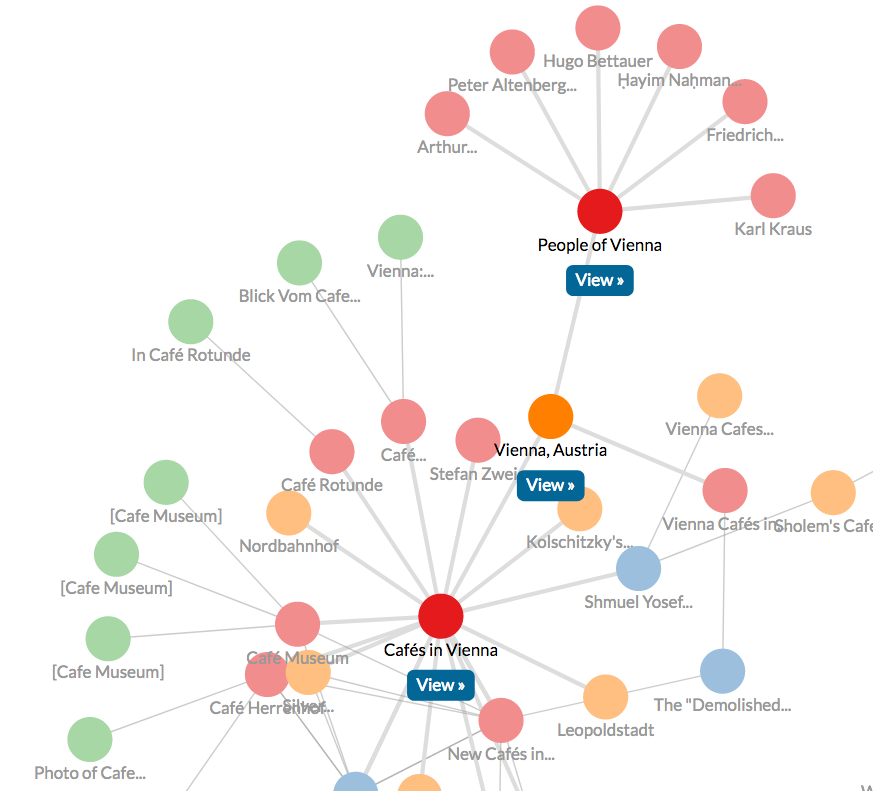 Hugo Bettauer
Peter Altenberg...
Ḥayim Naḥman...
Friedrich...
Arthur...
Karl Kraus
People of Vienna
View »
Vienna:...
Blick Vom Cafe...
In Café Rotunde
Vienna Cafes...
Café...
Vienna, Austria
Stefan Zwei
Café Rotunde
View »
[Cafe Museum]
Vienna Cafés in...
Sholem's Cafe
Nordbahnhof
Kolschitzky's...
[Cafe Museum]
Shmuel Yosef...
Café Museum
Cafés in Vienna
[Cafe Museum]
View »
Café Herrenhof
Silver...
The "Demolished...
Leopoldstadt
New Cafés in...
Photo of Cafe...